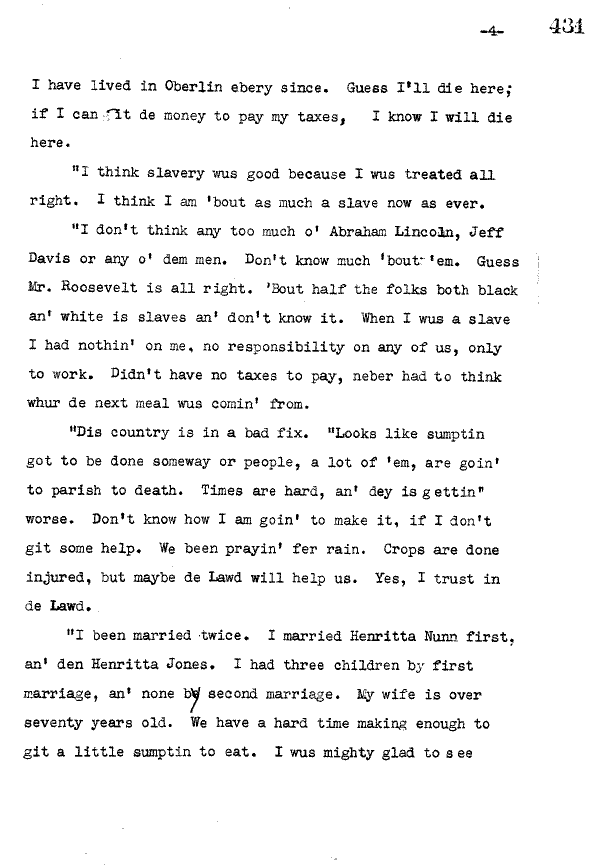 -4- 431
I have lived in Oberlin ebery since. Guess I'll die here;
if I can git de money to pay my taxes, I know I will die
here.
"I think slavery wus good because I wus treated all
right. I think I am 'bout as much a slave now as ever.
"I don't think any too much o' Abraham Lincoln, Jeff
Davis or any o' dem men. Don't know much 'bout 'em. Guess
Mr. Roosevelt is all right. 'Bout half the folks both black
an' white is slaves an' don't know it. When I wus a slave
I had nothin' on me, no responsibility on any of us, only
to work. Didn't have no taxes to pay, neber had to think
whur de next meal wus comin' from.
"Dis country is in a bad fix. "Looks like sumptin
got to be done someway or people, a lot of 'em, are goin'
to parish to death. Times are hard, an' dey is gettin"
worse. Don't know how I am goin' to make it, if I don't
git some help. We been prayin' fer rain. Crops are done
injured, but maybe de Lawd will help us. Yes, I trust in
de Lawd.
"I been married twice. I married Henritta Nunn first,
an' den Henritta Jones. I had three children by first
marriage, an' none by second marriage. My wife is over
seventy years old. We have a hard time making enough to
git a little sumptin to eat. I wus mighty glad to see